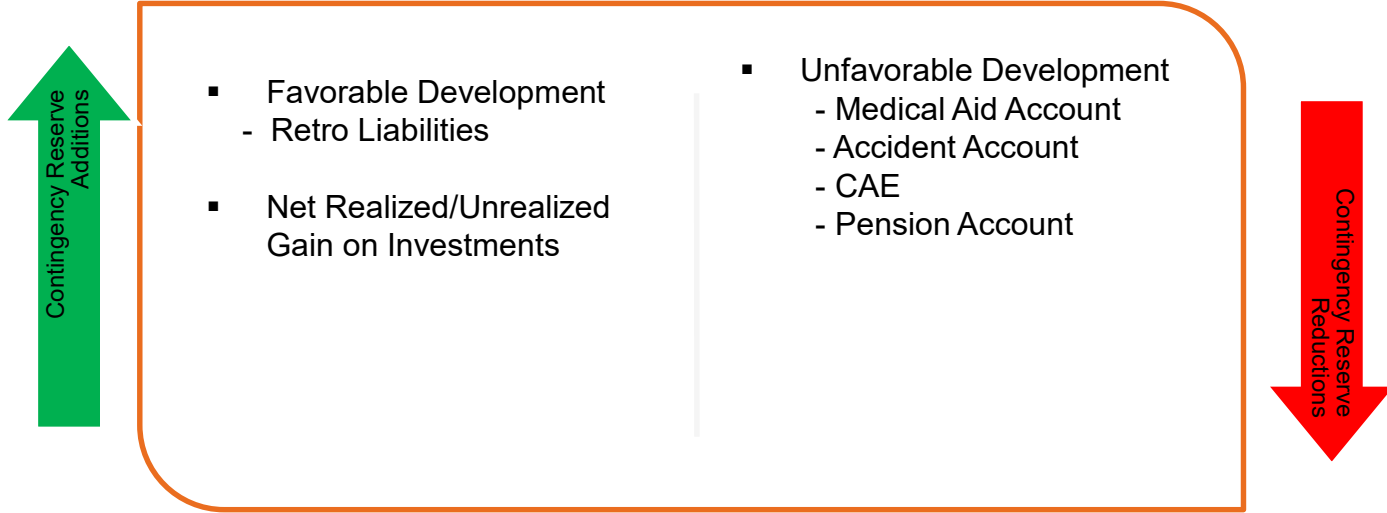 Contingency Reserve
Additions
▪ Favorable Development
- Retro Liabilities
▪ Net Realized/Unrealized
Gain on Investments
▪ Unfavorable Development
- Medical Aid Account
- Accident Account
- CAE
- Pension Account
Contingency Reserve
Reductions